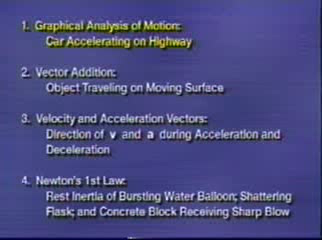 1. Graphical Analysis of Motion:
Car Accelerating on Highway
2. Vector Addition:
Object Traveling on Moving Surface
3. Velocity and Acceleration Vectors:
Direction of v and a during Acceleration and
Deceleration
4. Newton's 1st Law:
Rest Inertia of Bursting Water Balloon; Shattering
Flask; and Concrete Block Receiving Sharp Blow